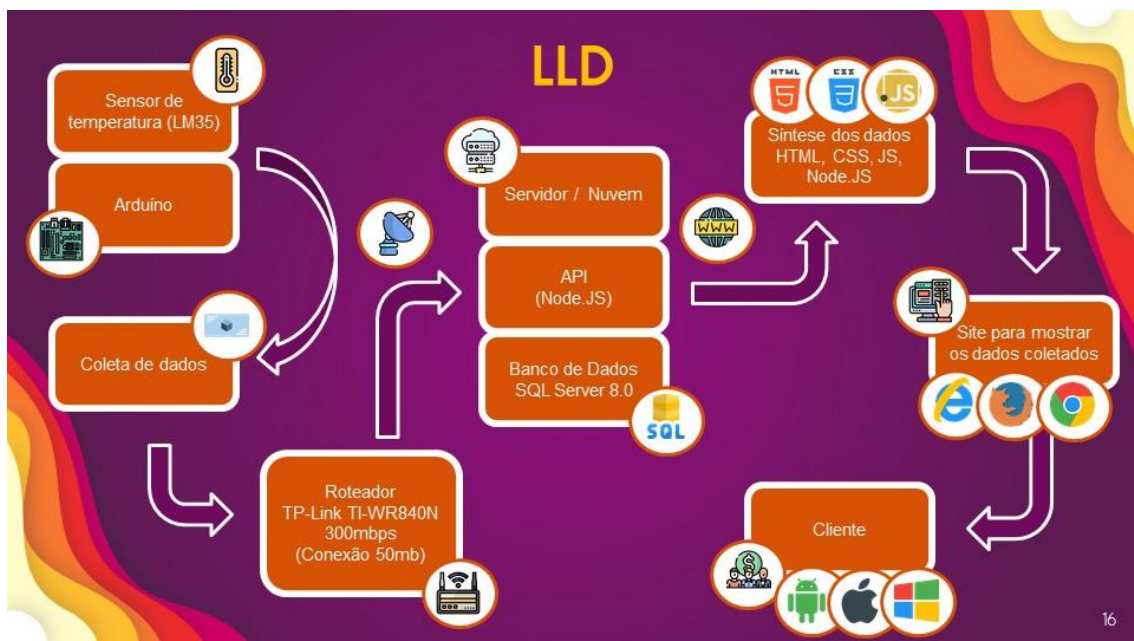 LLD
Sensor de
temperatura (LM35)
Arduíno
Coleta de dados
Roteador
TP-Link TI-WR840N
300mbps
(Conexão 50mb)
Servidor / Nuvem
API
(Node.JS)
Banco de Dados
SQL Server 8.0
SQL
WWW
HTML
5
CSS
3
.JS
Síntese dos dados
HTML, CSS, JS,
Node.JS
Site para mostrar
os dados coletados
Cliente
16